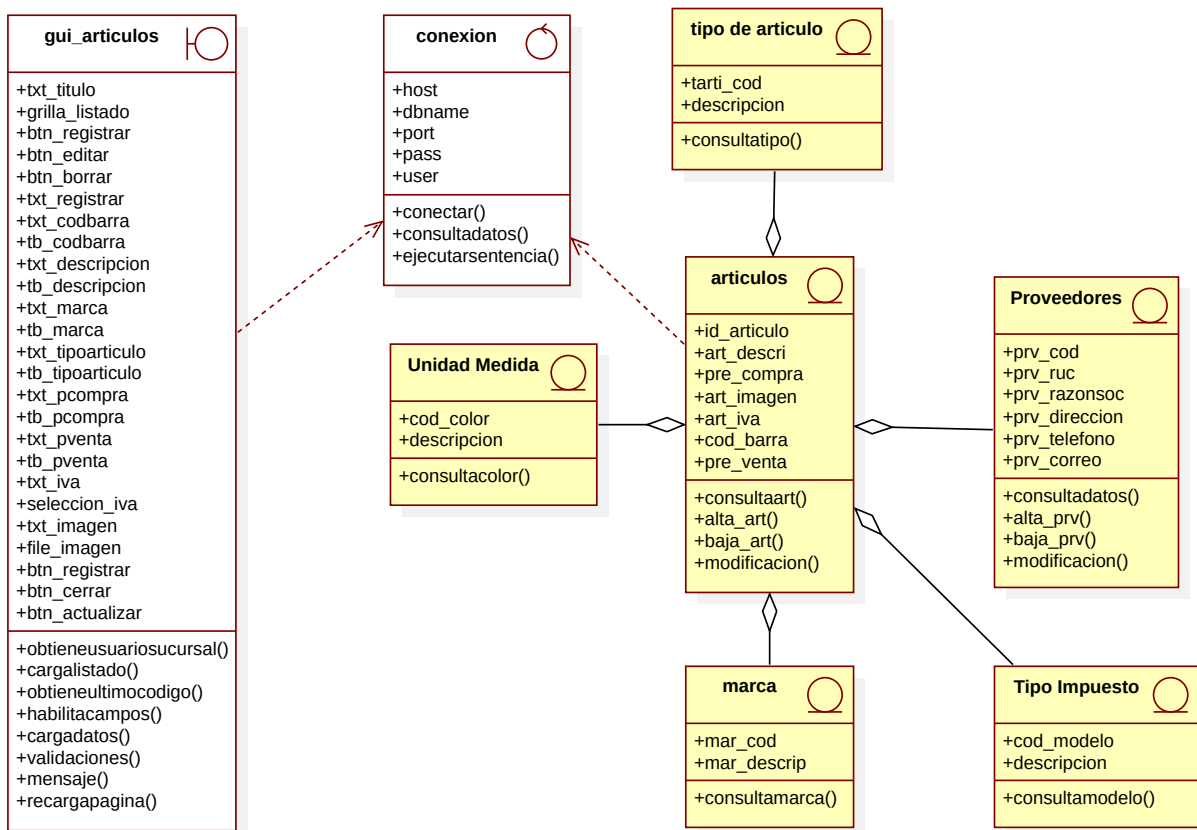 gui_articulos
+txt_titulo
+grilla_listado
+btn_registrar
+btn_editar
+btn_borrar
+txt_registrar
+txt_codbarra
+tb_codbarra
+txt_descripcion
+tb_descripcion
+txt_marca
+tb_marca
+txt_tipoarticulo
+tb_tipoarticulo
+txt_pcompra
+tb_pcompra
+txt_pventa
+tb_pventa
+txt_iva
+seleccion_iva
+txt_imagen
+file_imagen
+btn_registrar
+btn_cerrar
+btn_actualizar
+obtieneusuariosucursal()
+cargalistado()
+obtieneultimocodigo()
+habilitacampos()
+cargadatos()
+validaciones()
+mensaje()
+recargapagina()
conexion
+host
+dbname
+port
+pass
+user
+conectar()
+consultadatos()
+ejecutarsentencia()
tipo de articulo
+tarti_cod
+descripcion
+consultatipo()
Unidad Medida
+cod_color
+descripcion
+consultacolor()
artìculos
+id_articulo
+art_descri
+pre_compra
+art_imagen
+art_iva
+cod_barra
+pre_venta
+consultaart()
+alta_art()
+baja_art()
+modificacion()
Proveedores
+prv_cod
+prv_ruc
+prv_razonsoc
+prv_direccion
+prv_telefono
+prv_correo
+consultadatos()
+alta_prv()
+baja_prv()
+modificacion()
marca
+mar_cod
+mar_descrip
+consultamarca()
Tipo Impuesto
+cod_modelo
+descripcion
+consultamodelo()